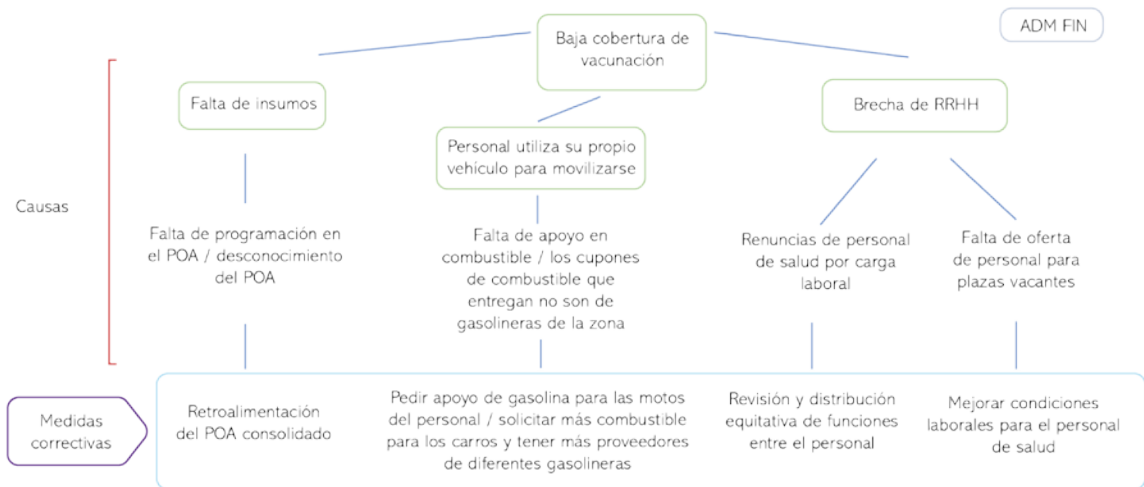 Baja cobertura de
vacunación
ADM FIN
Falta de insumos
Brecha de RRHH
Personal utiliza su propio
vehículo para movilizarse
Causas
Falta de programación en
el POA / desconocimiento
del POA
Falta de apoyo en
combustible / los cupones
de combustible que
entregan no son de
gasolineras de la zona
Renuncias de personal
de salud por carga
laboral
Falta de oferta
de personal para
plazas vacantes
Medidas
correctivas
Retroalimentación
del POA consolidado
Pedir apoyo de gasolina para las motos
del personal / solicitar más combustible
para los carros y tener más proveedores
de diferentes gasolineras
Revisión y distribución
equitativa de funciones
entre el personal
Mejorar condiciones
laborales para el personal
de salud